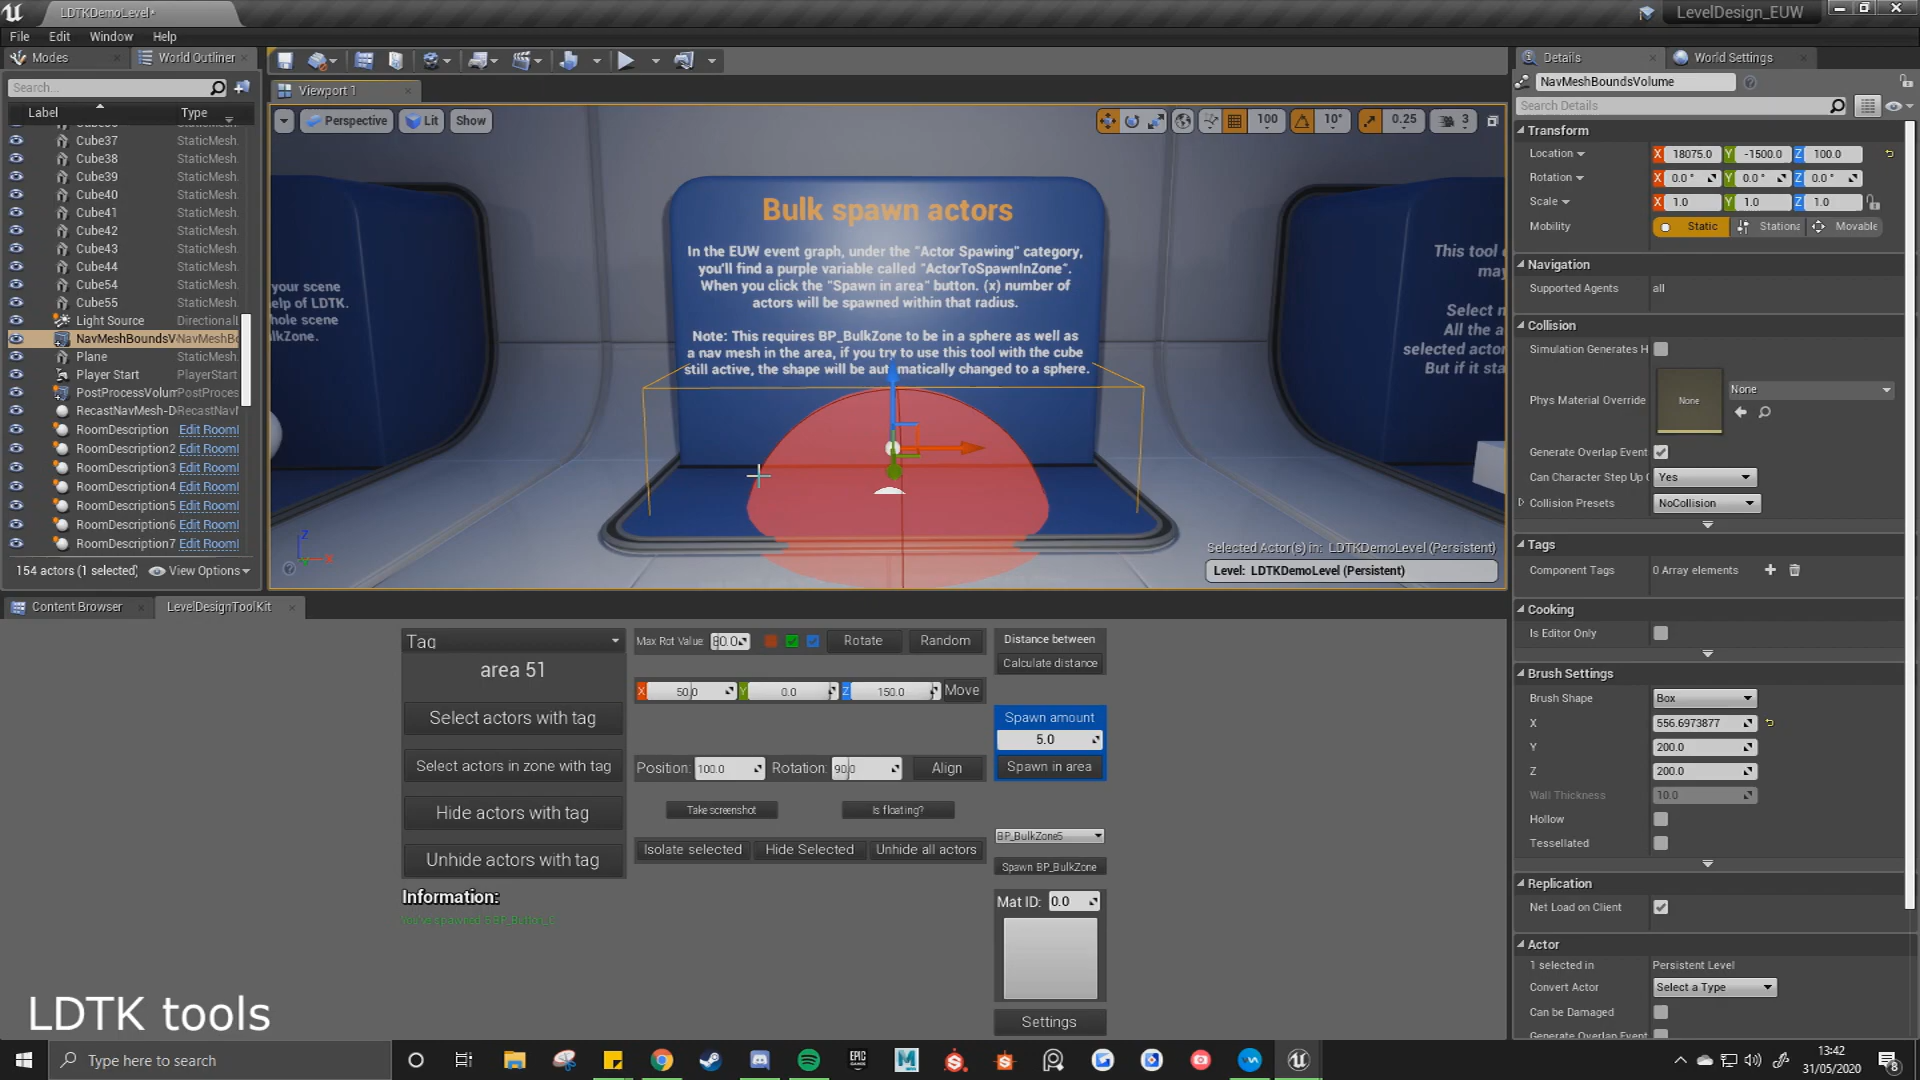 LDTKDemoLevel*
LevelDesign_EUW
File Edit Window Help
Modes World Outliner
Search...
Label Type
Cube37 StaticMesh
Cube38 StaticMesh
Cube39 StaticMesh
Cube40 StaticMesh
Cube41 StaticMesh
Cube42 StaticMesh
Cube43 StaticMesh
Cube44 StaticMesh
Cube54 StaticMesh
Cube55 StaticMesh
Light Source Directional
NavMeshBoundsV NavMeshBo
Plane StaticMesh
Player Start PlayerStart
PostProcessVolum PostProces
RecastNavMesh-D RecastNavM
RoomDescription Edit Room
RoomDescription2 Edit Room
RoomDescription3 Edit Room
RoomDescription4 Edit Room
RoomDescription5 Edit Room
RoomDescription6 Edit Room
RoomDescription7 Edit Room
154 actors (1 selected) View Options
Viewport 1
Perspective Lit Show
100 10° 0.25 3
Bulk spawn actors
In the EUW event graph, under the "Actor Spawing" category,
you'll find a purple variable called "ActorToSpawnInZone".
When you click the "Spawn in area" button. (x) number of
actors will be spawned within that radius.
Note: This requires BP_BulkZone to be in a sphere as well as
a nav mesh in the area, if you try to use this tool with the cube
still active, the shape will be automatically changed to a sphere.
your scene
help of LDTK.
hole scene
lkZone.
This tool
may
Select
All the a
selected actor
But if it sta
Selected Actor(s) in: LDTKDemoLevel (Persistent)
Level: LDTKDemoLevel (Persistent)
Details World Settings
NavMeshBoundsVolume
Search Details
Transform
Location X 18075.0 Y -1500.0 Z 100.0
Rotation X 0.0 ° Y 0.0 ° Z 0.0 °
Scale X 1.0 Y 1.0 Z 1.0
Mobility Static Stationa Movable
Navigation
Supported Agents all
Collision
Simulation Generates H
Phys Material Override None None
Generate Overlap Event
Can Character Step Up Yes
Collision Presets NoCollision
Tags
Component Tags 0 Array elements
Cooking
Is Editor Only
Brush Settings
Brush Shape Box
X 556.6973877
Y 200.0
Z 200.0
Wall Thickness 10.0
Hollow
Tessellated
Replication
Net Load on Client
Actor
1 selected in Persistent Level
Convert Actor Select a Type
Can be Damaged
Generate Overlap Event
Content Browser LevelDesignToolKit
Tag
area 51
Select actors with tag
Select actors in zone with tag
Hide actors with tag
Unhide actors with tag
Information:
Max Rot Value: Rotate Random
X 50.0 Y 0.0 Z 150.0 Move
Position: 100.0 Rotation: 90.0 Align
Take screenshot Is floating?
Isolate selected Hide Selected Unhide all actors
Distance between
Calculate distance
Spawn amount
5.0
Spawn in area
BP_BulkZone5
Spawn BP_BulkZone
Mat ID: 0.0
Settings
LDTK tools
Type here to search
EPIC GAMES
13:42
31/05/2020
8